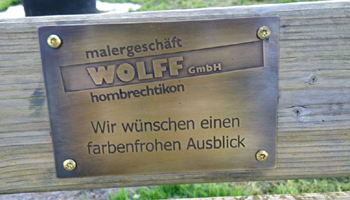 malergeschäft
WOLFF GmbH
hombrechtikon
Wir wünschen einen
farbenfrohen Ausblick